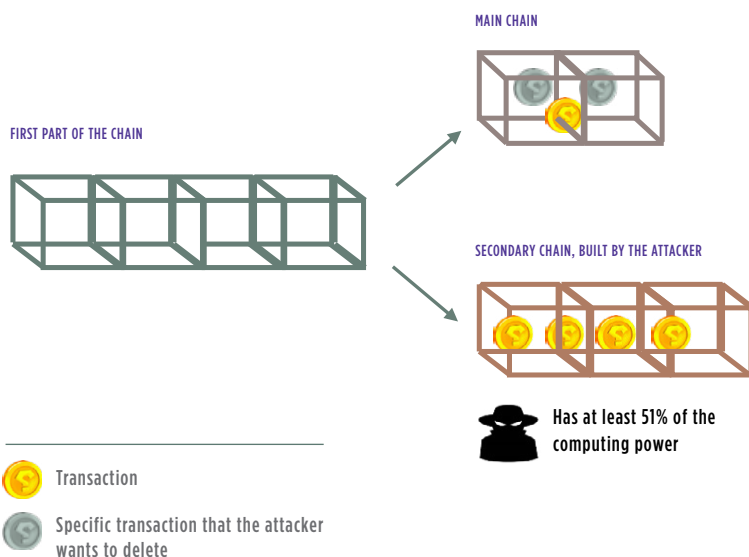 MAIN CHAIN
FIRST PART OF THE CHAIN
SECONDARY CHAIN, BUILT BY THE ATTACKER
Has at least 51% of the
computing power
Transaction
Specific transaction that the attacker
wants to delete